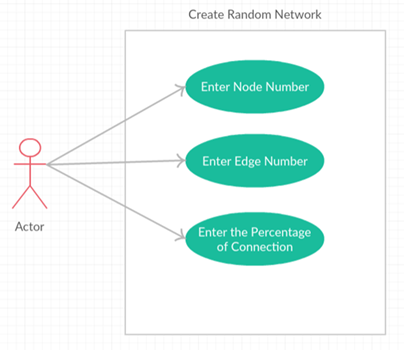 Create Random Network
Enter Node Number
Enter Edge Number
Enter the Percentage
of Connection
Actor